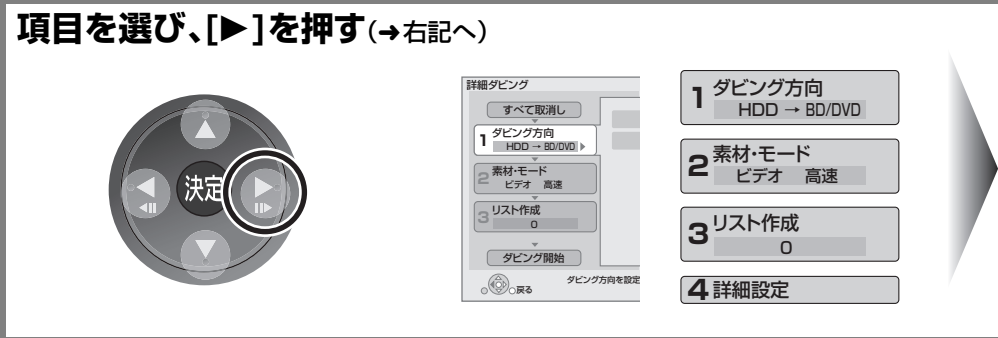 項目を選び、[▶]を押す(➜右記へ)
決定
詳細ダビング
すべて取消し
1 ダビング方向
HDD → BD/DVD
2 素材・モード
ビデオ 高速
3 リスト作成
0
ダビング開始
戻る
ダビング方向を設定
1 ダビング方向
HDD → BD/DVD
2 素材・モード
ビデオ 高速
3 リスト作成
0
4 詳細設定